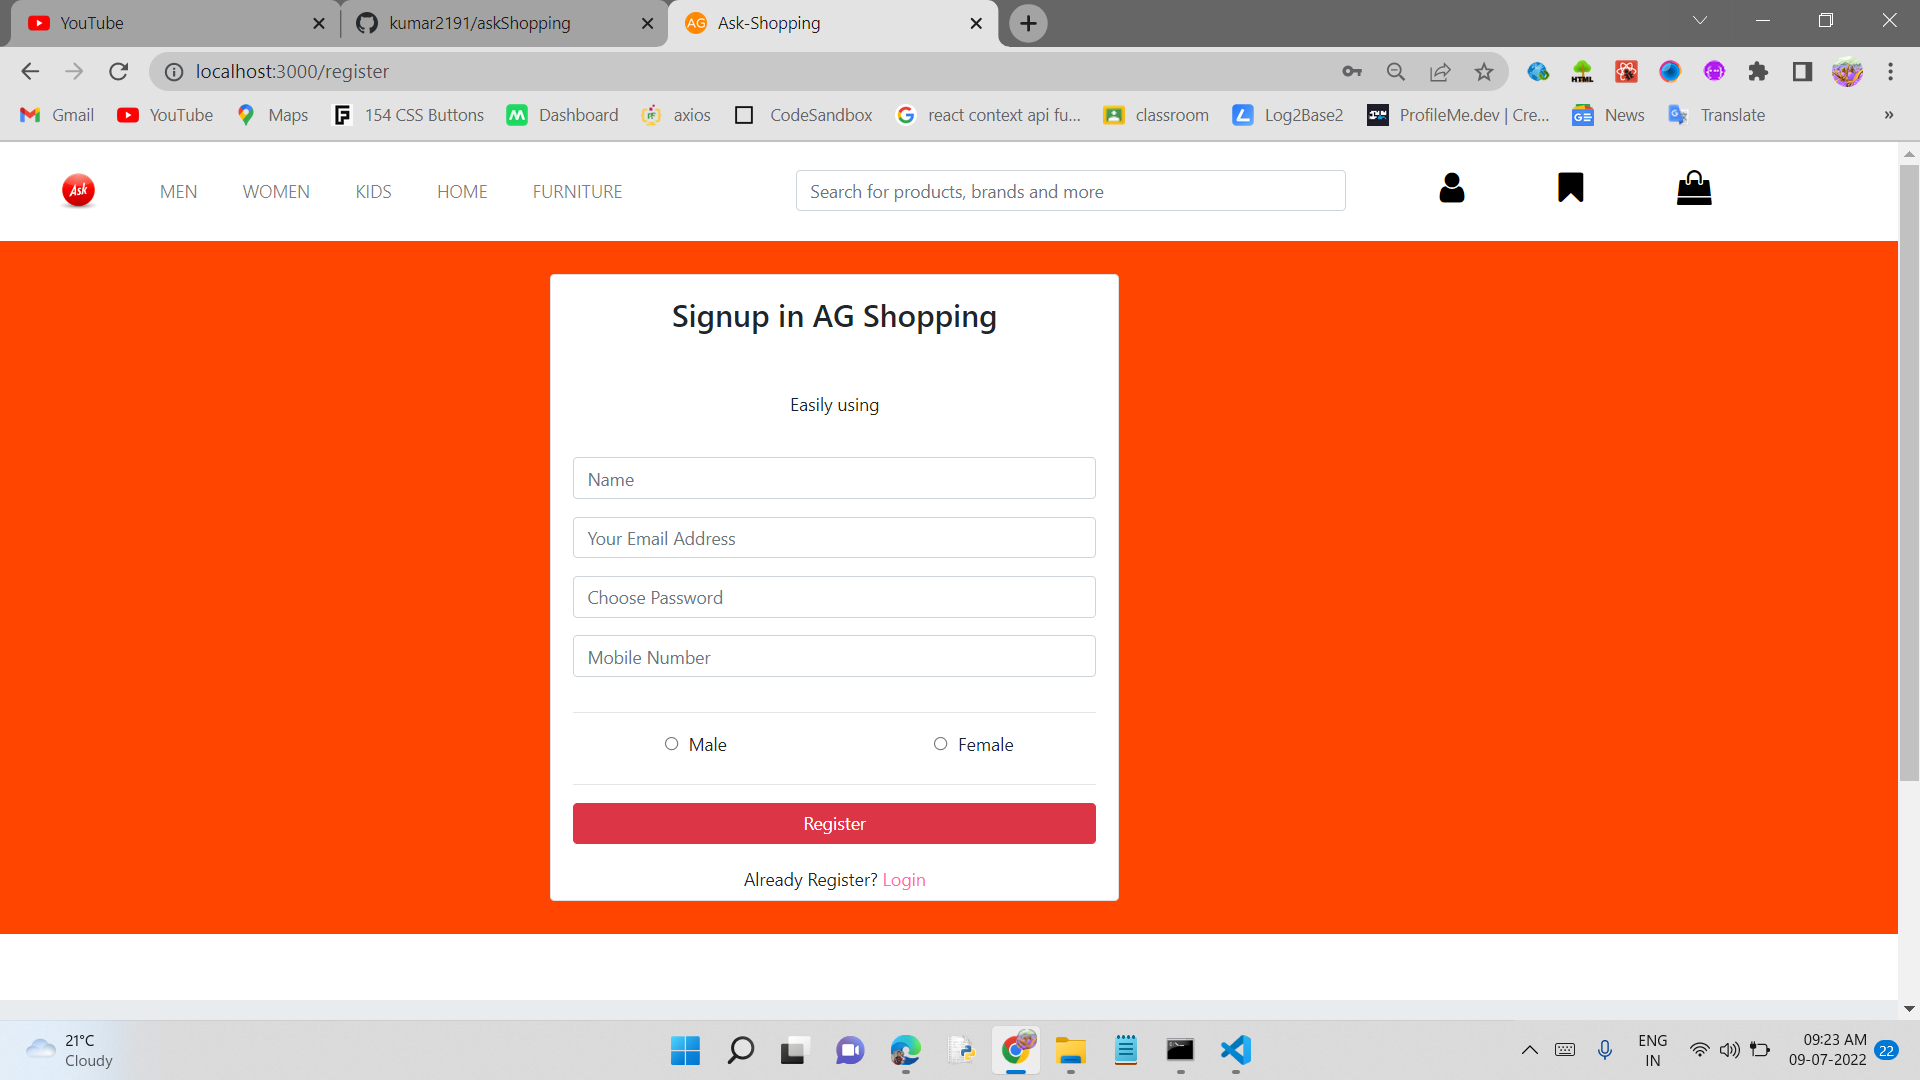 YouTube
kumar2191/askShopping
AG
Ask-Shopping
localhost:3000/register
HTML
Gmail
YouTube
Maps
154 CSS Buttons
Dashboard
axios
CodeSandbox
react context api fu...
classroom
Log2Base2
ProfileMe.dev | Cre...
News
Translate
»
Ask
MEN
WOMEN
KIDS
HOME
FURNITURE
Search for products, brands and more
Signup in AG Shopping
Easily using
Name
Your Email Address
Choose Password
Mobile Number
Male
Female
Register
Already Register? Login
21°C
Cloudy
ENG
IN
09:23 AM
09-07-2022
22